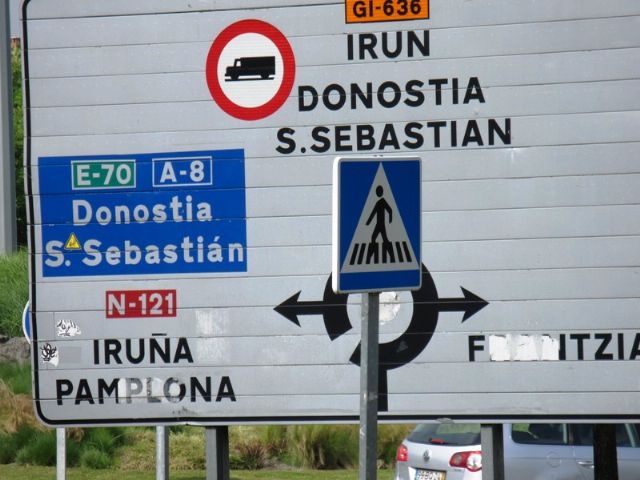 GI-636
IRUN
DONOSTIA
S.SEBASTIAN
E-70 A-8
Donostia
S. Sebastián
N-121
IRUÑA
PAMPLONA